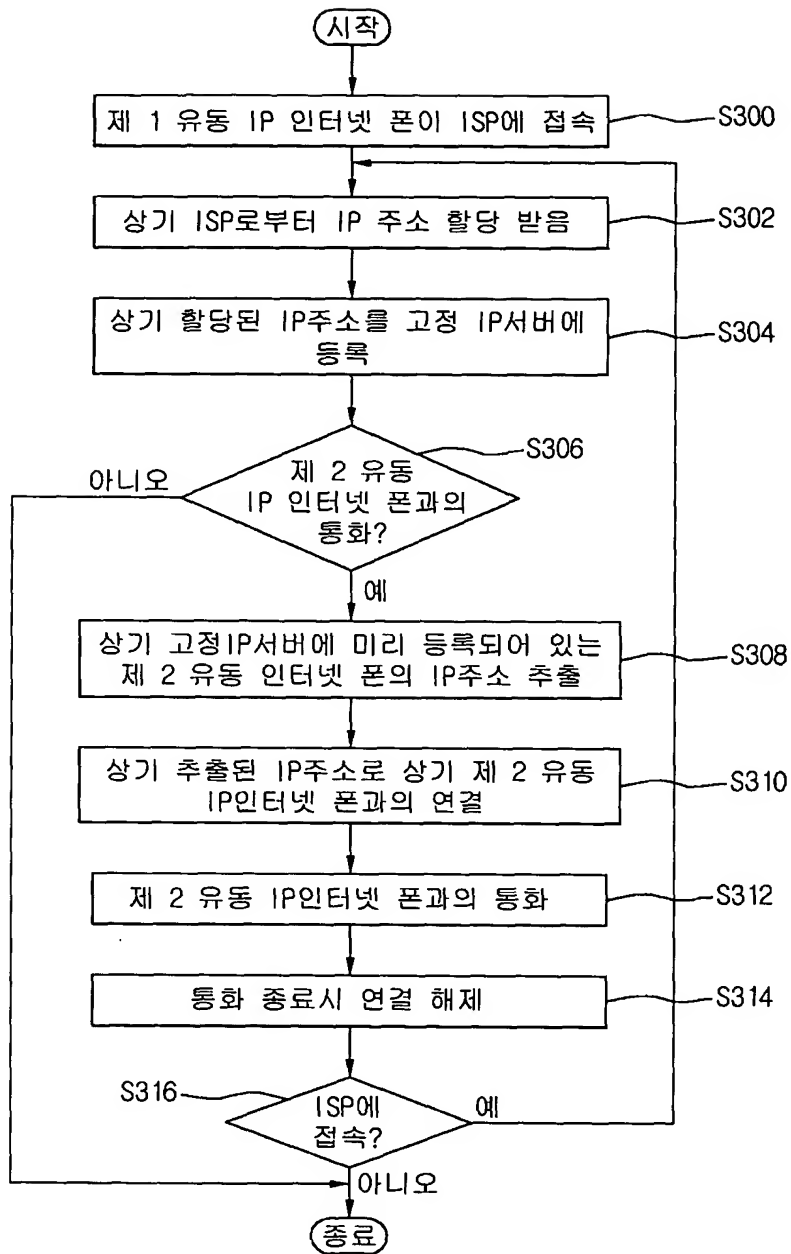 시작
제 1 유동 IP 인터넷 폰이 ISP에 접속
S300
상기 ISP로부터 IP 주소 할당 받음
S302
상기 할당된 IP주소를 고정 IP서버에
등록
S304
S306
아니오
제 2 유동
IP 인터넷 폰과의
통화?
예
상기 고정IP서버에 미리 등록되어 있는
제 2 유동 인터넷 폰의 IP주소 추출
S308
상기 추출된 IP주소로 상기 제 2 유동
IP인터넷 폰과의 연결
S310
제 2 유동 IP인터넷 폰과의 통화
S312
통화 종료시 연결 해제
S314
S316
ISP에
접속?
예
아니오
종료